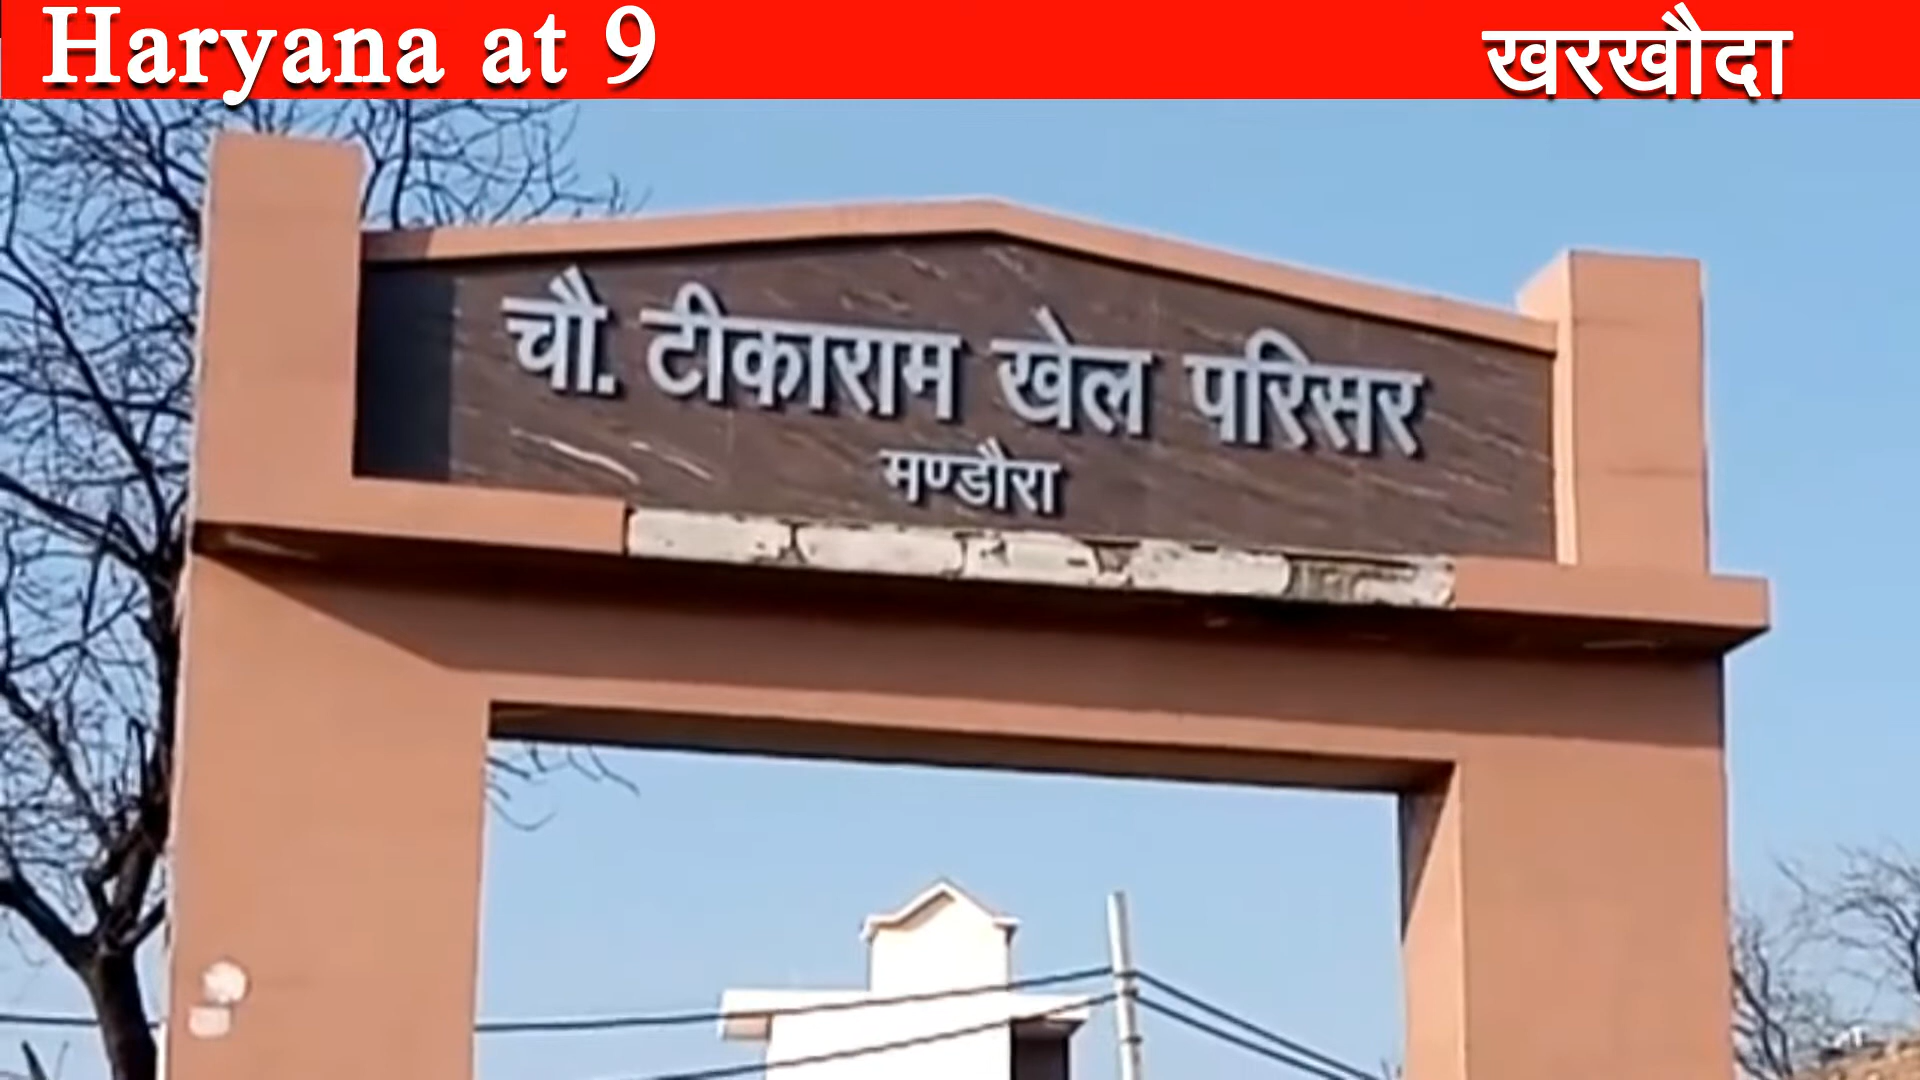 Haryana at 9
खरखौदा
चौ. टीकाराम खेल परिसर
मण्डौरा